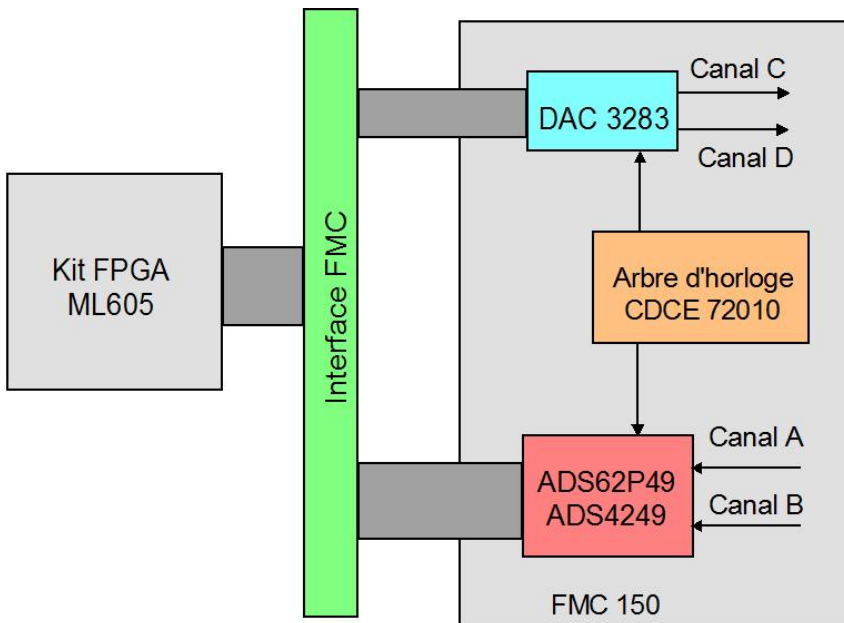 Canal C
DAC 3283
Canal D
Kit FPGA
ML605
Interface FMC
Arbre d'horloge
CDCE 72010
Canal A
ADS62P49
ADS4249
Canal B
FMC 150